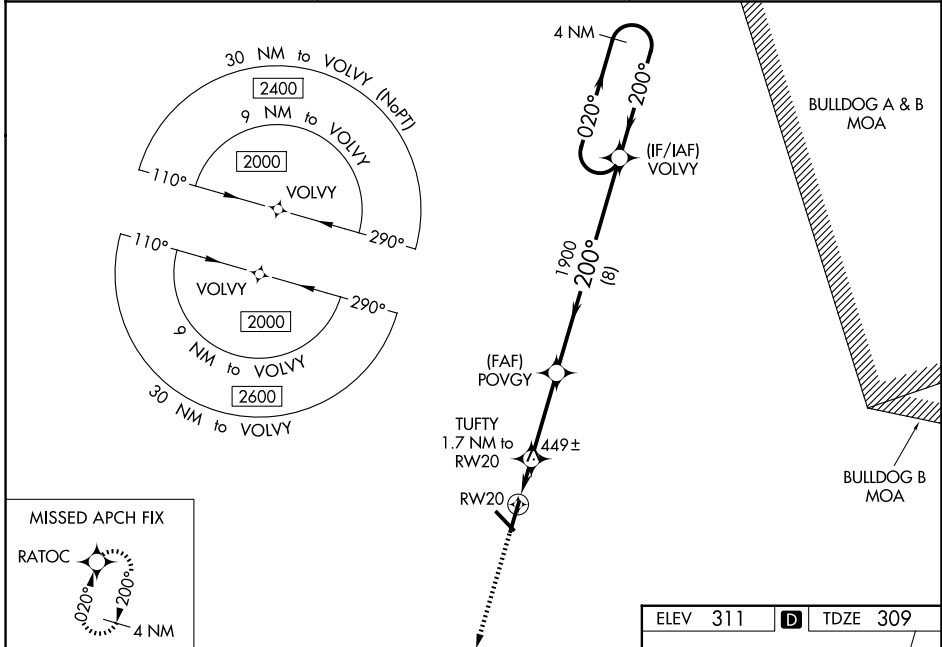 30 NM to VOLVY (NoPT)
2400
9 NM to VOLVY
2000
VOLVY
110°
290°
110°
VOLVY
290°
2000
9 NM to VOLVY
2600
30 NM to VOLVY
4 NM
020°
200°
(IF/IAF)
VOLVY
1900
200°
(8)
(FAF)
POVGY
TUFTY
1.7 NM to
RW20
449±
RW20
BULLDOG A & B
MOA
BULLDOG B
MOA
MISSED APCH FIX
RATOC
020°
200°
4 NM
ELEV 311 D TDZE 309